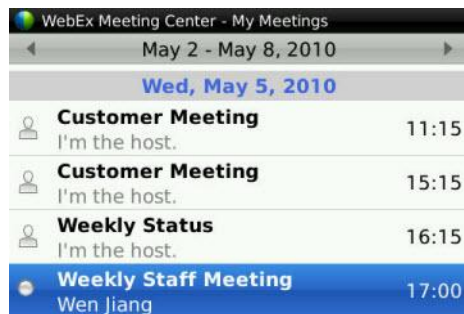 WebEx Meeting Center - My Meetings
May 2 - May 8, 2010
Wed, May 5, 2010
Customer Meeting
I'm the host.
11:15
Customer Meeting
I'm the host.
15:15
Weekly Status
I'm the host.
16:15
Weekly Staff Meeting
Wen Jiang
17:00